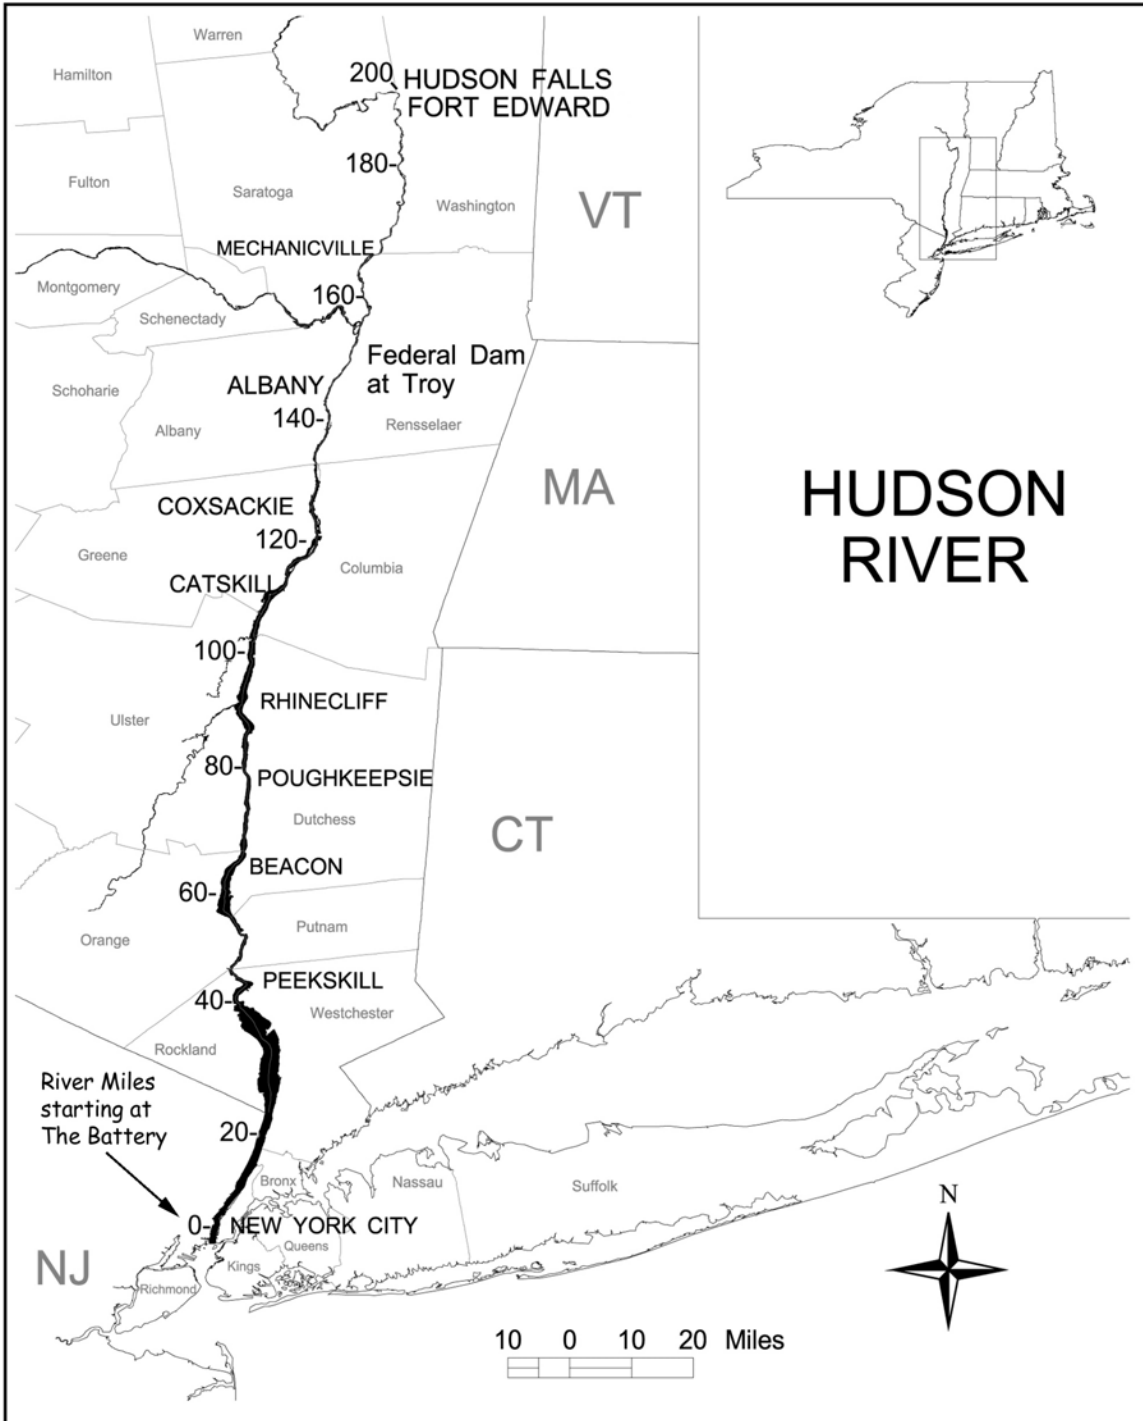 Warren
Hamilton
200
HUDSON FALLS
FORT EDWARD
180-
Fulton
Saratoga
Washington
VT
MECHANICVILLE
Montgomery
160-
Schenectady
Federal Dam
at Troy
ALBANY
Schoharie
140-
Albany
Rensselaer
MA
COXSACKIE
HUDSON
RIVER
120-
Greene
Columbia
CATSKILL
100-
RHINECLIFF
Ulster
80-
POUGHKEEPSIE
Dutchess
CT
BEACON
60-
Putnam
Orange
PEEKSKILL
40-
Westchester
Rockland
River Miles
starting at
The Battery
20-
Bronx
Nassau
Suffolk
0-
NEW YORK CITY
Queens
Kings
NJ
Richmond
N
10 0 10 20 Miles